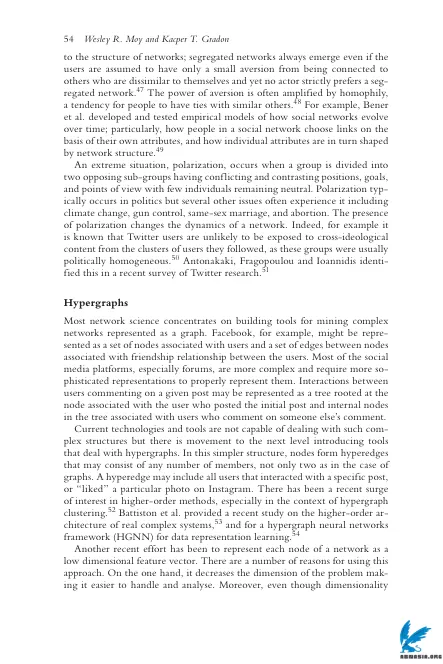 54 Wesley R. Moy and Kacper T. Gradon
to the structure of networks; segregated networks always emerge even if the
users are assumed to have only a small aversion from being connected to
others who are dissimilar to themselves and yet no actor strictly prefers a seg-
regated network.47 The power of aversion is often amplified by homophily,
a tendency for people to have ties with similar others.48 For example, Bener
et al. developed and tested empirical models of how social networks evolve
over time; particularly, how people in a social network choose links on the
basis of their own attributes, and how individual attributes are in turn shaped
by network structure.49
An extreme situation, polarization, occurs when a group is divided into
two opposing sub-groups having conflicting and contrasting positions, goals,
and points of view with few individuals remaining neutral. Polarization typ-
ically occurs in politics but several other issues often experience it including
climate change, gun control, same-sex marriage, and abortion. The presence
of polarization changes the dynamics of a network. Indeed, for example it
is known that Twitter users are unlikely to be exposed to cross-ideological
content from the clusters of users they followed, as these groups were usually
politically homogeneous.50 Antonakaki, Fragopoulou and Ioannidis identi-
fied this in a recent survey of Twitter research.51
Hypergraphs
Most network science concentrates on building tools for mining complex
networks represented as a graph. Facebook, for example, might be repre-
sented as a set of nodes associated with users and a set of edges between nodes
associated with friendship relationship between the users. Most of the social
media platforms, especially forums, are more complex and require more so-
phisticated representations to properly represent them. Interactions between
users commenting on a given post may be represented as a tree rooted at the
node associated with the user who posted the initial post and internal nodes
in the tree associated with users who comment on someone else's comment.
Current technologies and tools are not capable of dealing with such com-
plex structures but there is movement to the next level introducing tools
that deal with hypergraphs. In this simpler structure, nodes form hyperedges
that may consist of any number of members, not only two as in the case of
graphs. A hyperedge may include all users that interacted with a specific post,
or "liked" a particular photo on Instagram. There has been a recent surge
of interest in higher-order methods, especially in the context of hypergraph
clustering.52 Battiston et al. provided a recent study on the higher-order ar-
chitecture of real complex systems,53 and for a hypergraph neural networks
framework (HGNN) for data representation learning.54
Another recent effort has been to represent each node of a network as a
low dimensional feature vector. There are a number of reasons for using this
approach. On the one hand, it decreases the dimension of the problem mak-
ing it easier to handle and analyse. Moreover, even though dimensionality